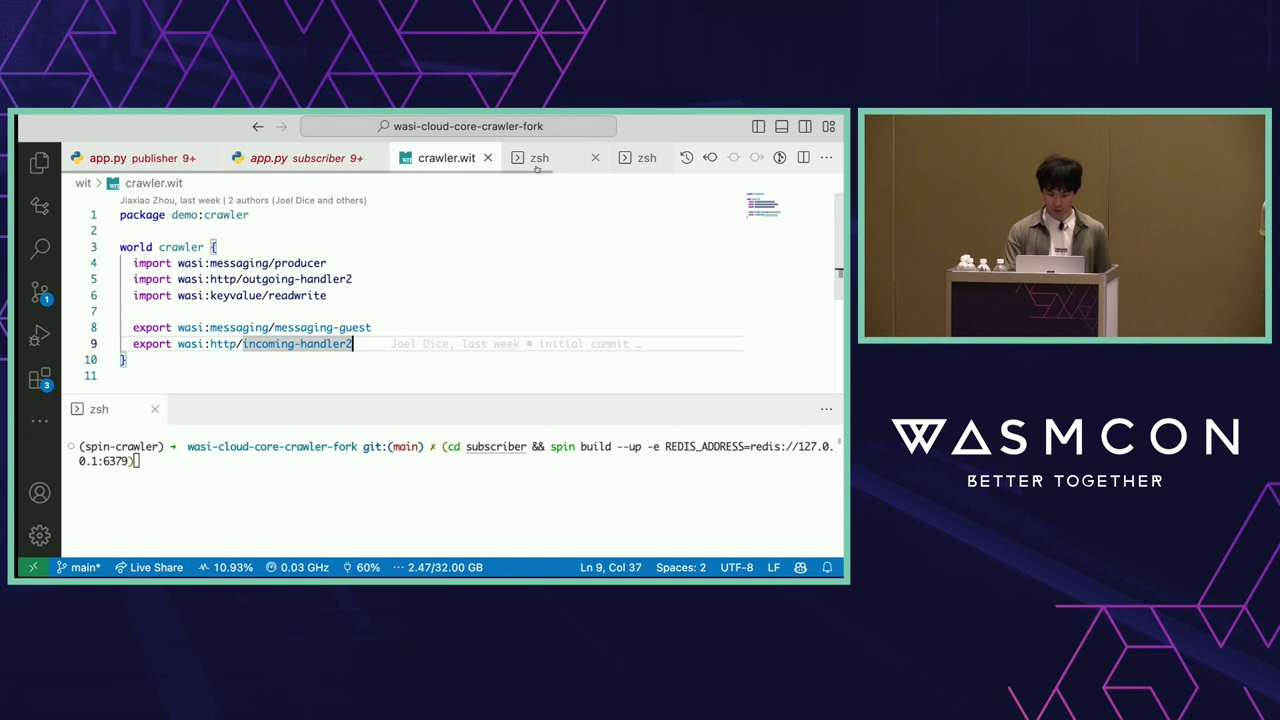 wasi-cloud-core-crawler-fork
app.py publisher 9+
app.py subscriber 9+
crawler.wit
zsh
zsh
wit > crawler.wit
Jiaxiao Zhou, last week | 2 authors (Joel Dice and others)
1 package demo:crawler
2
3 world crawler {
4 import wasi:messaging/producer
5 import wasi:http/outgoing-handler2
6 import wasi:keyvalue/readwrite
7
8 export wasi:messaging/messaging-guest
9 export wasi:http/incoming-handler2 Joel Dice, last week • initial commit …
10 }
11
1
3
zsh
(spin-crawler) → wasi-cloud-core-crawler-fork git:(main) ✗ (cd subscriber && spin build --up -e REDIS_ADDRESS=redis://127.0.
0.1:6379)
main* Live Share 10.93% 0.03 GHz 60% ··· 2.47/32.00 GB Ln 9, Col 37 Spaces: 2 UTF-8 LF
WASMCON
BETTER TOGETHER